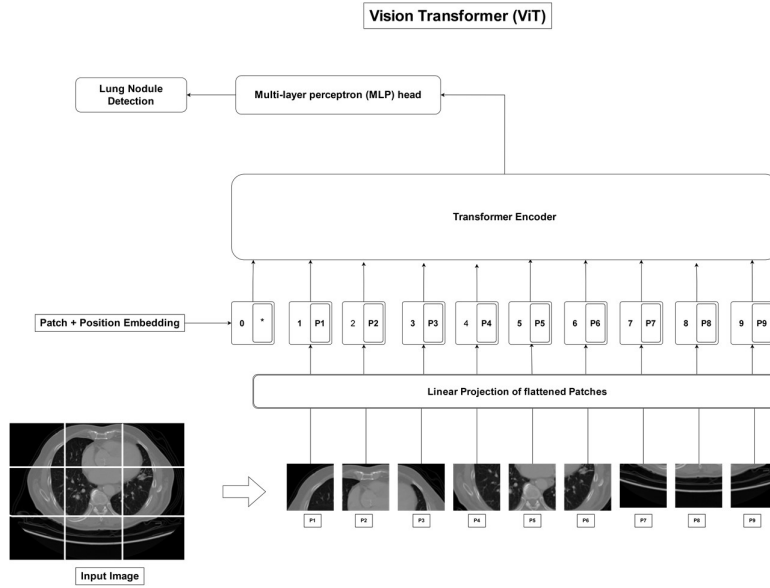 Vision Transformer (ViT)
Lung Nodule
Detection
Multi-layer perceptron (MLP) head
Transformer Encoder
Patch + Position Embedding
0 *
1 P1
2 P2
3 P3
4 P4
5 P5
6 P6
7 P7
8 P8
9 P9
Linear Projection of flattened Patches
P1
P2
P3
P4
P5
P6
P7
P8
P9
Input Image